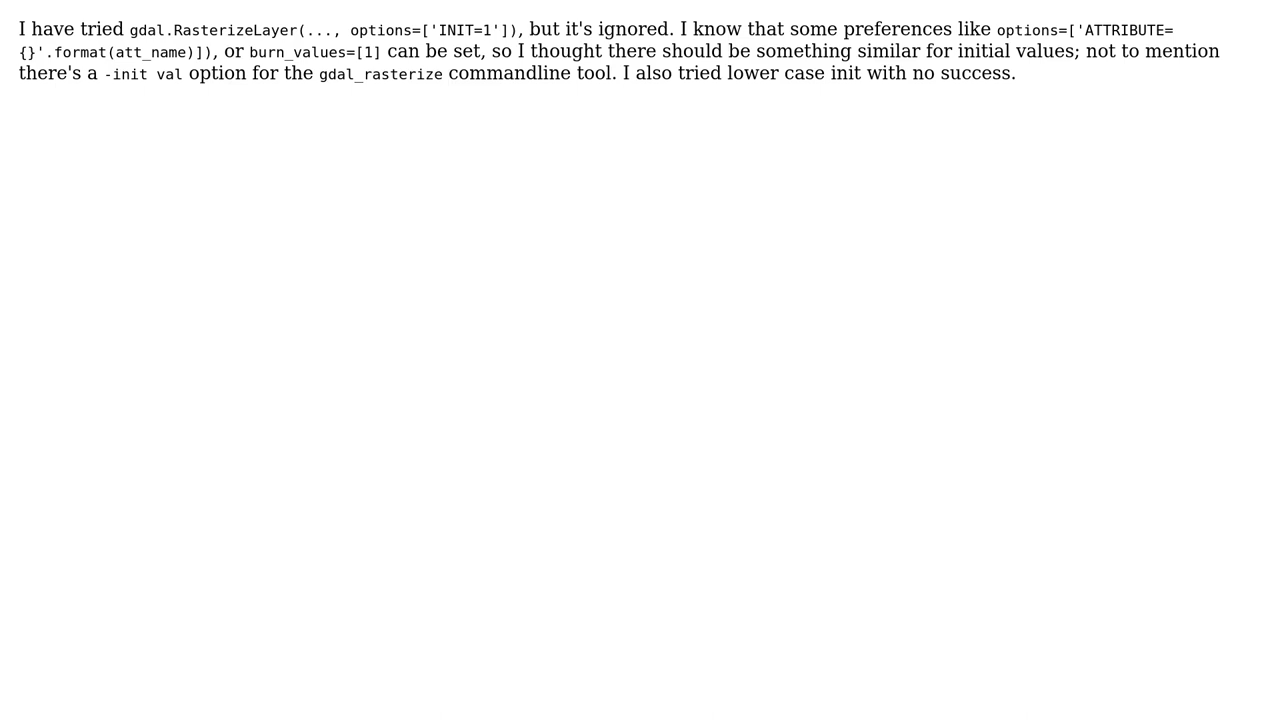 I have tried gdal.RasterizeLayer(..., options=['INIT=1']), but it's ignored. I know that some preferences like options=['ATTRIBUTE=
{}'.format(att_name)]), or burn_values=[1] can be set, so I thought there should be something similar for initial values; not to mention
there's a -init val option for the gdal_rasterize commandline tool. I also tried lower case init with no success.